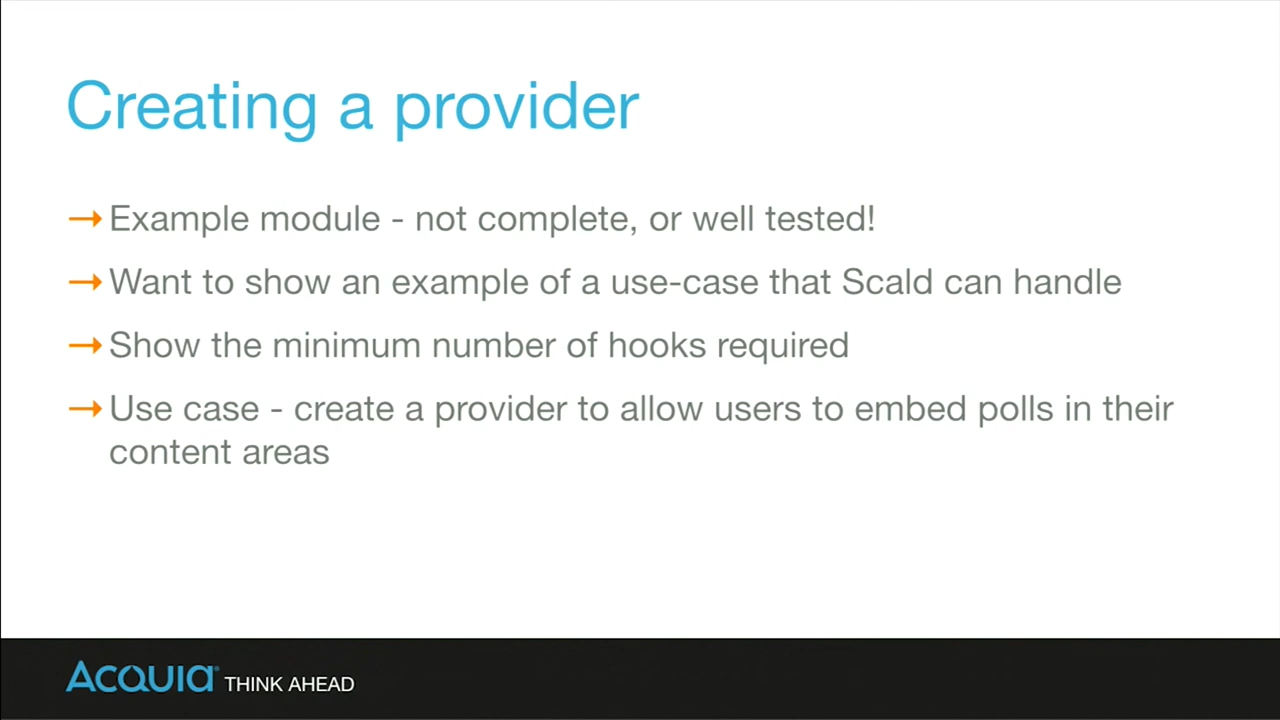 Creating a provider
→ Example module - not complete, or well tested!
→ Want to show an example of a use-case that Scald can handle
→ Show the minimum number of hooks required
→ Use case - create a provider to allow users to embed polls in their
content areas
ACQUIA® THINK AHEAD